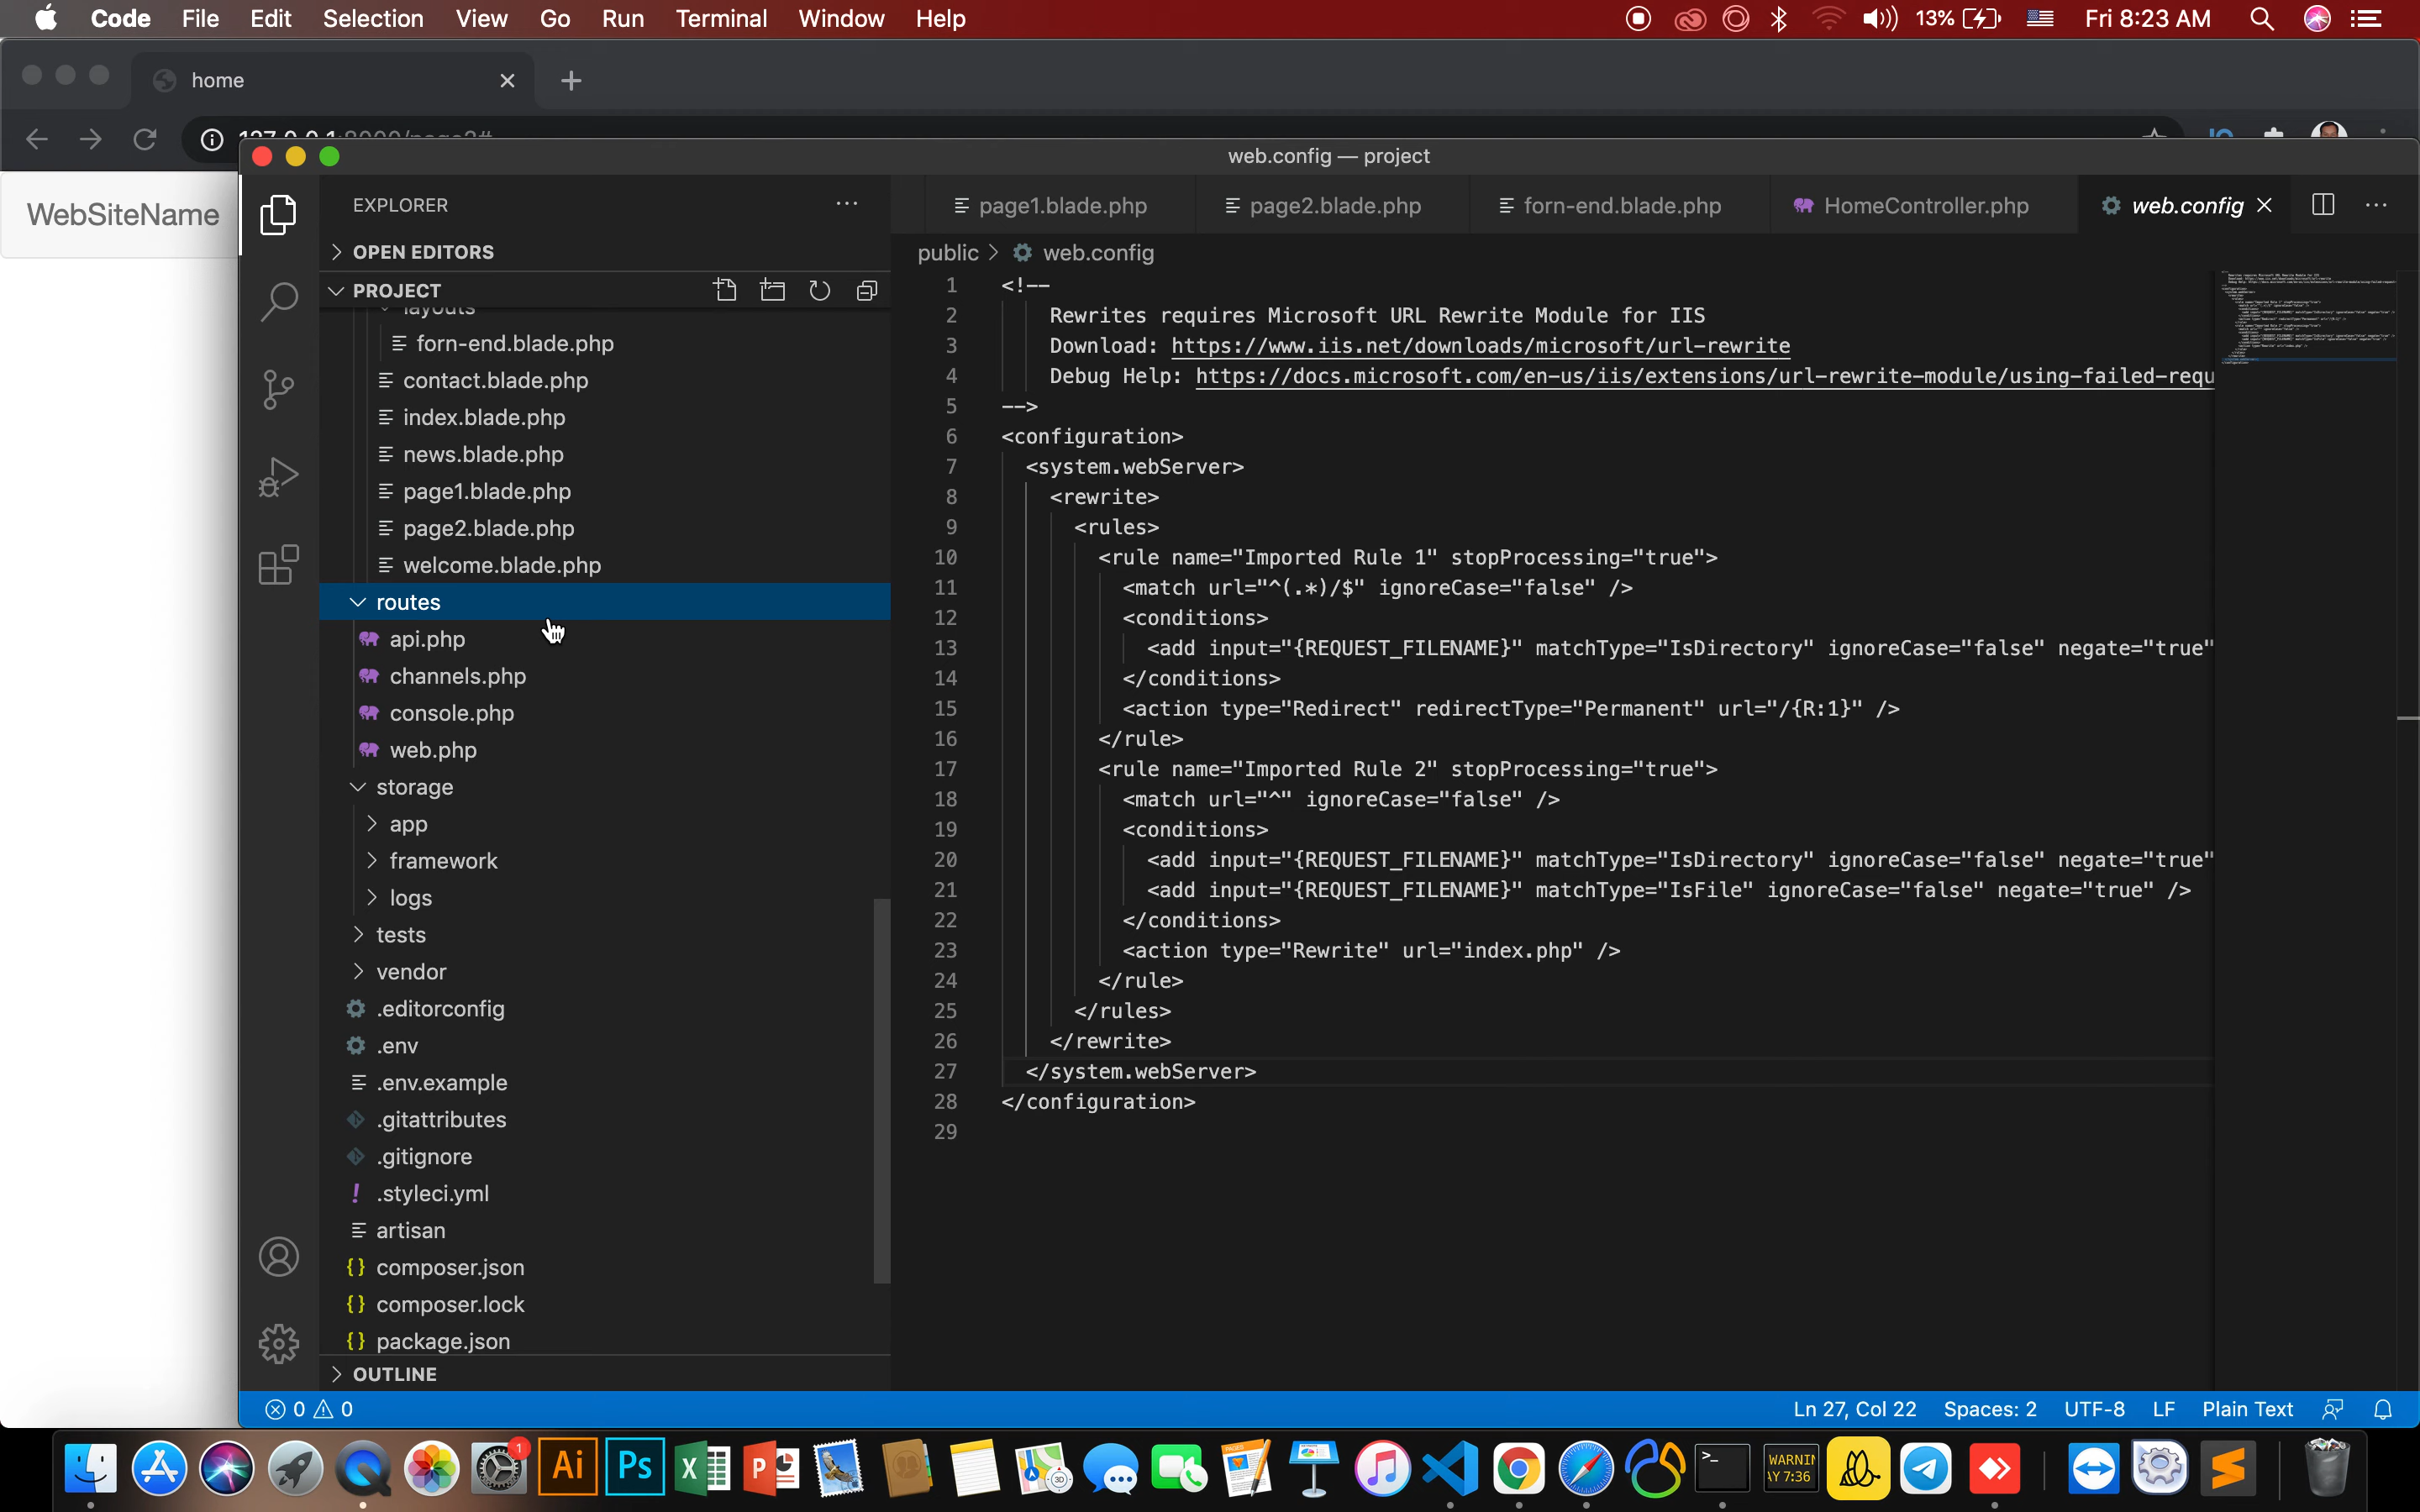 Code File Edit Selection View Go Run Terminal Window Help 13% Fri 8:23 AM
home
WebSiteName
web.config — project
EXPLORER
page1.blade.php page2.blade.php forn-end.blade.php HomeController.php web.config
OPEN EDITORS
public > web.config
PROJECT
layouts
forn-end.blade.php
contact.blade.php
index.blade.php
news.blade.php
page1.blade.php
page2.blade.php
welcome.blade.php
routes
api.php
channels.php
console.php
web.php
storage
app
framework
logs
tests
vendor
.editorconfig
.env
.env.example
.gitattributes
.gitignore
.styleci.yml
artisan
composer.json
composer.lock
package.json
OUTLINE
1 <!--
2 Rewrites requires Microsoft URL Rewrite Module for IIS
3 Download: https://www.iis.net/downloads/microsoft/url-rewrite
4 Debug Help: https://docs.microsoft.com/en-us/iis/extensions/url-rewrite-module/using-failed-requ
5 -->
6 <configuration>
7 <system.webServer>
8 <rewrite>
9 <rules>
10 <rule name="Imported Rule 1" stopProcessing="true">
11 <match url="^(.*)/$" ignoreCase="false" />
12 <conditions>
13 <add input="{REQUEST_FILENAME}" matchType="IsDirectory" ignoreCase="false" negate="true"
14 </conditions>
15 <action type="Redirect" redirectType="Permanent" url="/{R:1}" />
16 </rule>
17 <rule name="Imported Rule 2" stopProcessing="true">
18 <match url="^" ignoreCase="false" />
19 <conditions>
20 <add input="{REQUEST_FILENAME}" matchType="IsDirectory" ignoreCase="false" negate="true"
21 <add input="{REQUEST_FILENAME}" matchType="IsFile" ignoreCase="false" negate="true" />
22 </conditions>
23 <action type="Rewrite" url="index.php" />
24 </rule>
25 </rules>
26 </rewrite>
27 </system.webServer>
28 </configuration>
29
0 0 Ln 27, Col 22 Spaces: 2 UTF-8 LF Plain Text
1 Ai Ps PAGES 3D >_ WARNIN AY 7:36